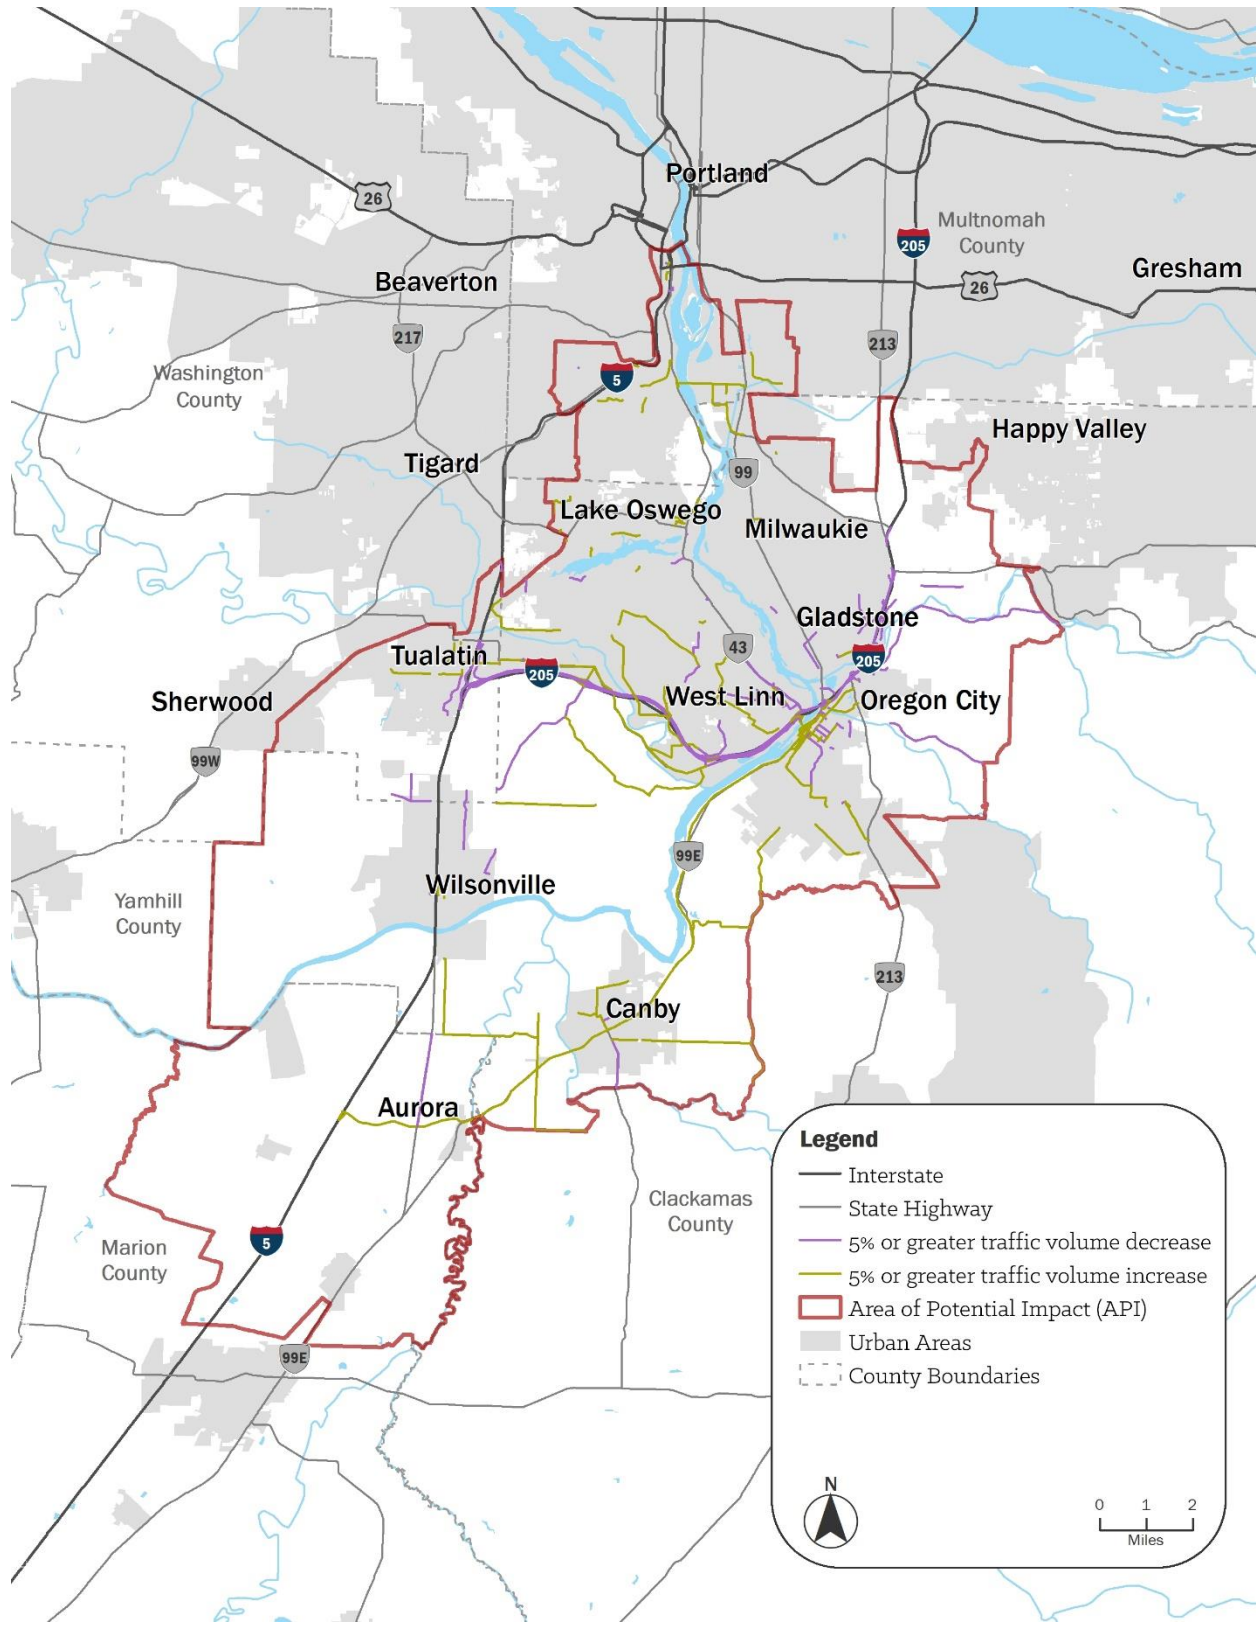 Portland
26
Multnomah
County
205
Gresham
Beaverton
26
217
213
Washington
County
5
Happy Valley
Tigard
99
Lake Oswego
Milwaukie
Gladstone
43
Tualatin
205
205
Sherwood
West Linn
Oregon City
99W
99E
Wilsonville
Yamhill
County
213
Canby
Aurora
Clackamas
County
Marion
County
5
99E
Legend
Interstate
State Highway
5% or greater traffic volume decrease
5% or greater traffic volume increase
Area of Potential Impact (API)
Urban Areas
County Boundaries
N
0 1 2
Miles